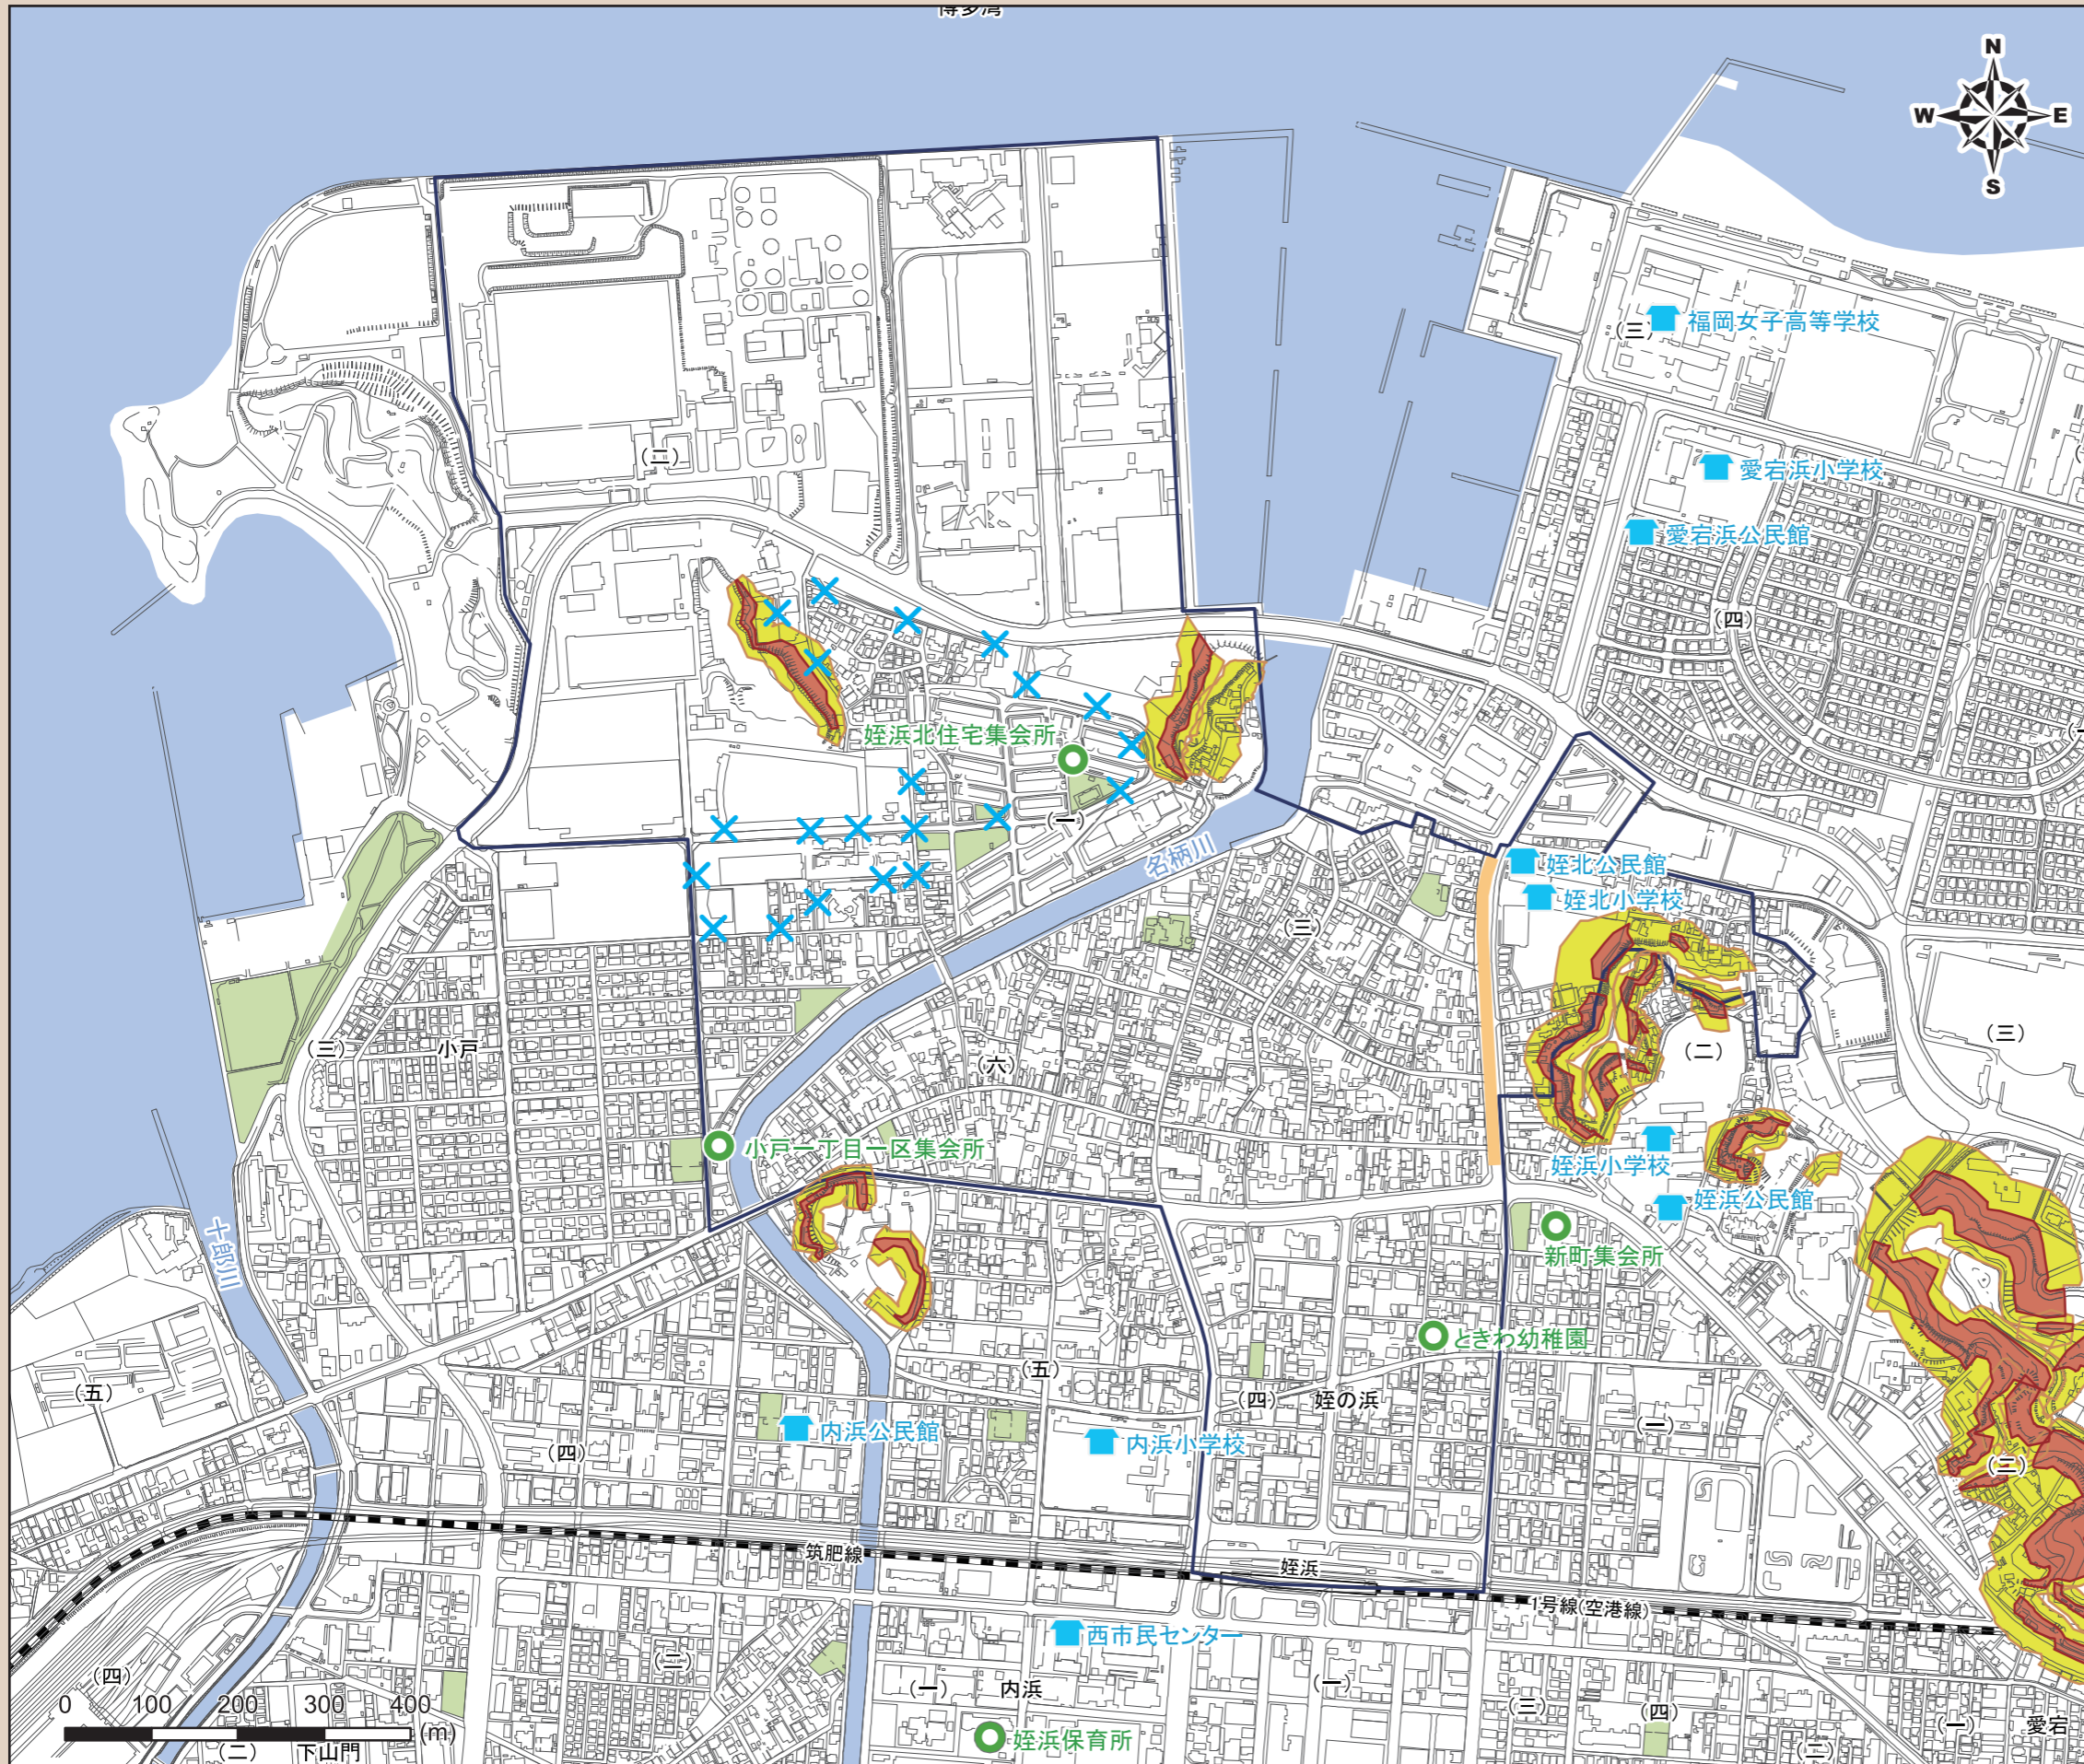 博多湾
N
W
E
S
(三)
福岡女子高等学校
(二)
愛宕浜小学校
愛宕浜公民館
(四)
姪浜北住宅集会所
(一)
名柄川
姪北公民館
姪北小学校
(三)
(三)
小戸
(六)
(二)
(三)
小戸一丁目一区集会所
姪浜小学校
姪浜公民館
十郎川
新町集会所
ときわ幼稚園
(五)
(五)
(四)
姪の浜
(四)
内浜公民館
内浜小学校
(一)
(二)
筑肥線
姪浜
1号線(空港線)
西市民センター
(四)
(二)
(一)
内浜
(一)
(三)
(四)
(一)
愛宕
0 100 200 300 400
(m)
姪浜保育所
(二)
下山門